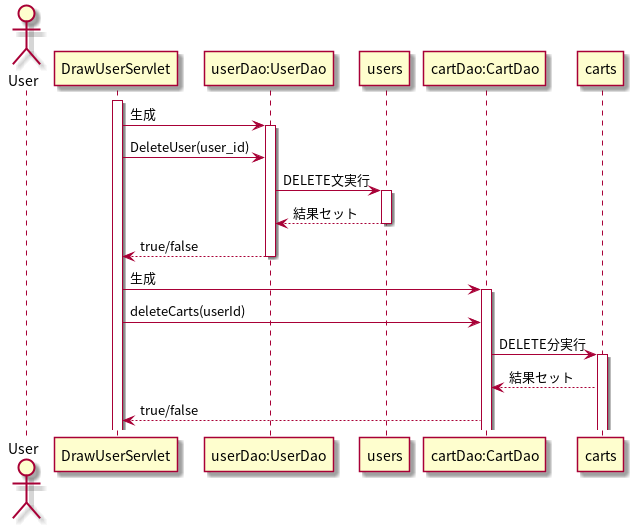 User
DrawUserServlet
userDao:UserDao
users
cartDao:CartDao
carts
生成
DeleteUser(user_id)
DELETE文実行
結果セット
true/false
生成
deleteCarts(userId)
DELETE分実行
結果セット
true/false
User
DrawUserServlet
userDao:UserDao
users
cartDao:CartDao
carts